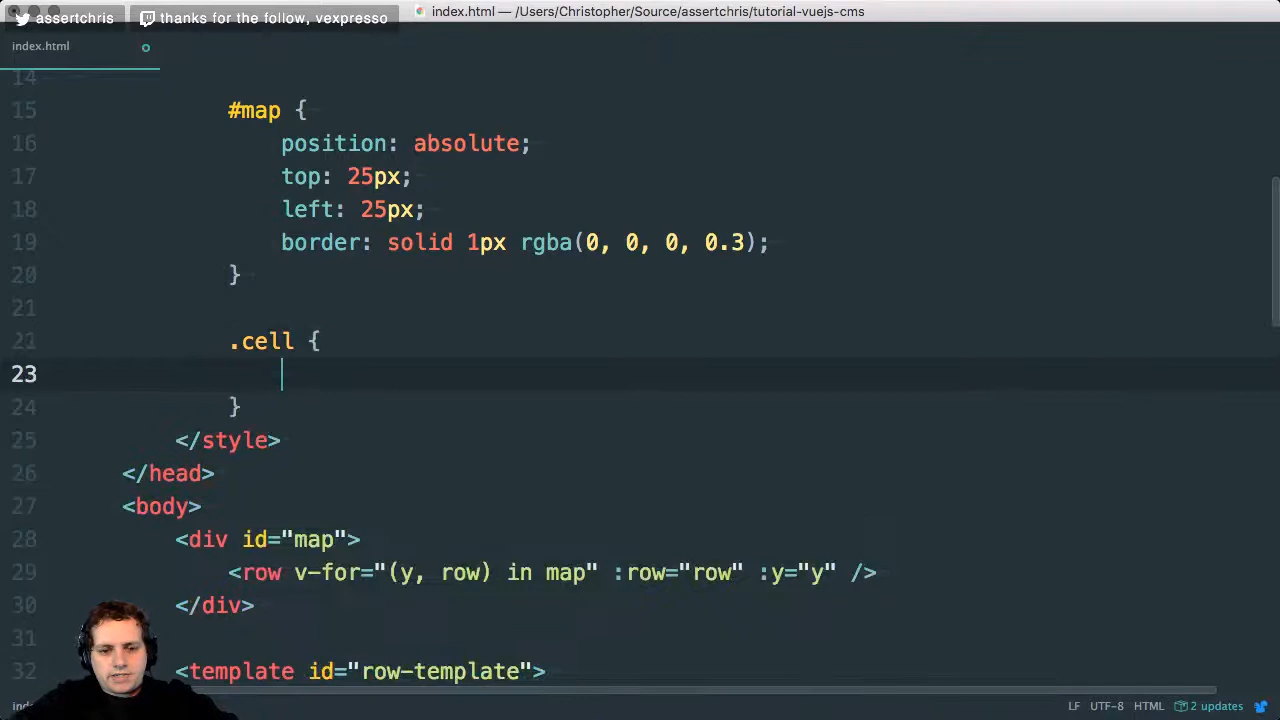 assertchris
thanks for the follow, vexpresso
index.html — /Users/Christopher/Source/assertchris/tutorial-vuejs-cms
index.html
14
15 #map {
16 position: absolute;
17 top: 25px;
18 left: 25px;
19 border: solid 1px rgba(0, 0, 0, 0.3);
20 }
21
21 .cell {
23
24 }
25 </style>
26 </head>
27 <body>
28 <div id="map">
29 <row v-for="(y, row) in map" :row="row" :y="y" />
30 </div>
31
32 <template id="row-template">
LF UTF-8 HTML 2 updates